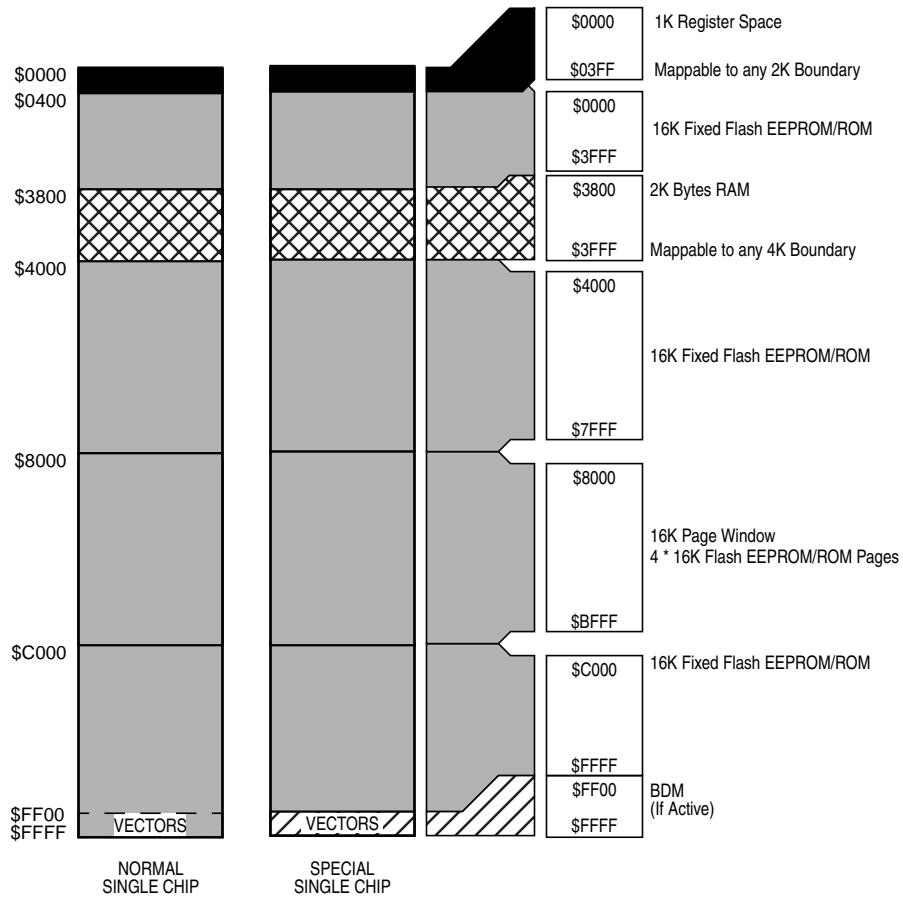 $0000
$0400
$3800
$4000
$8000
$C000
$FF00
$FFFF
VECTORS
NORMAL
SINGLE CHIP
VECTORS
SPECIAL
SINGLE CHIP
$0000
1K Register Space
$03FF
Mappable to any 2K Boundary
$0000
16K Fixed Flash EEPROM/ROM
$3FFF
$3800
2K Bytes RAM
$3FFF
Mappable to any 4K Boundary
$4000
16K Fixed Flash EEPROM/ROM
$7FFF
$8000
16K Page Window
4 * 16K Flash EEPROM/ROM Pages
$BFFF
$C000
16K Fixed Flash EEPROM/ROM
$FFFF
$FF00
BDM
(If Active)
$FFFF